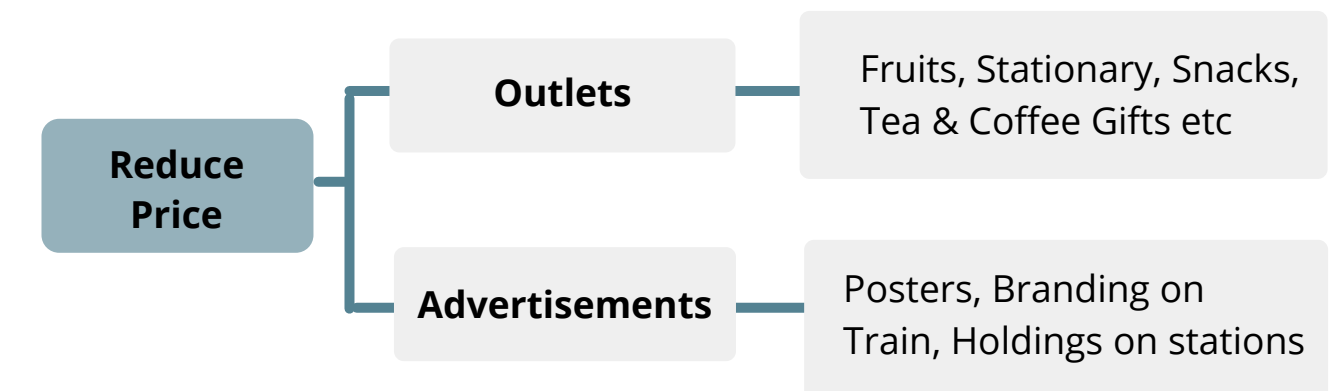 Reduce
Price
Outlets
Fruits, Stationary, Snacks,
Tea & Coffee Gifts etc
Advertisements
Posters, Branding on
Train, Holdings on stations